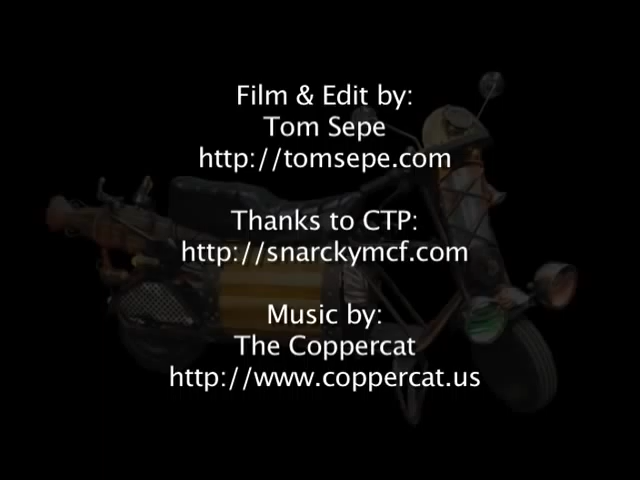 Film & Edit by:
Tom Sepe
http://tomsepe.com
Thanks to CTP:
http://snarckymcf.com
Music by:
The Coppercat
http://www.coppercat.us